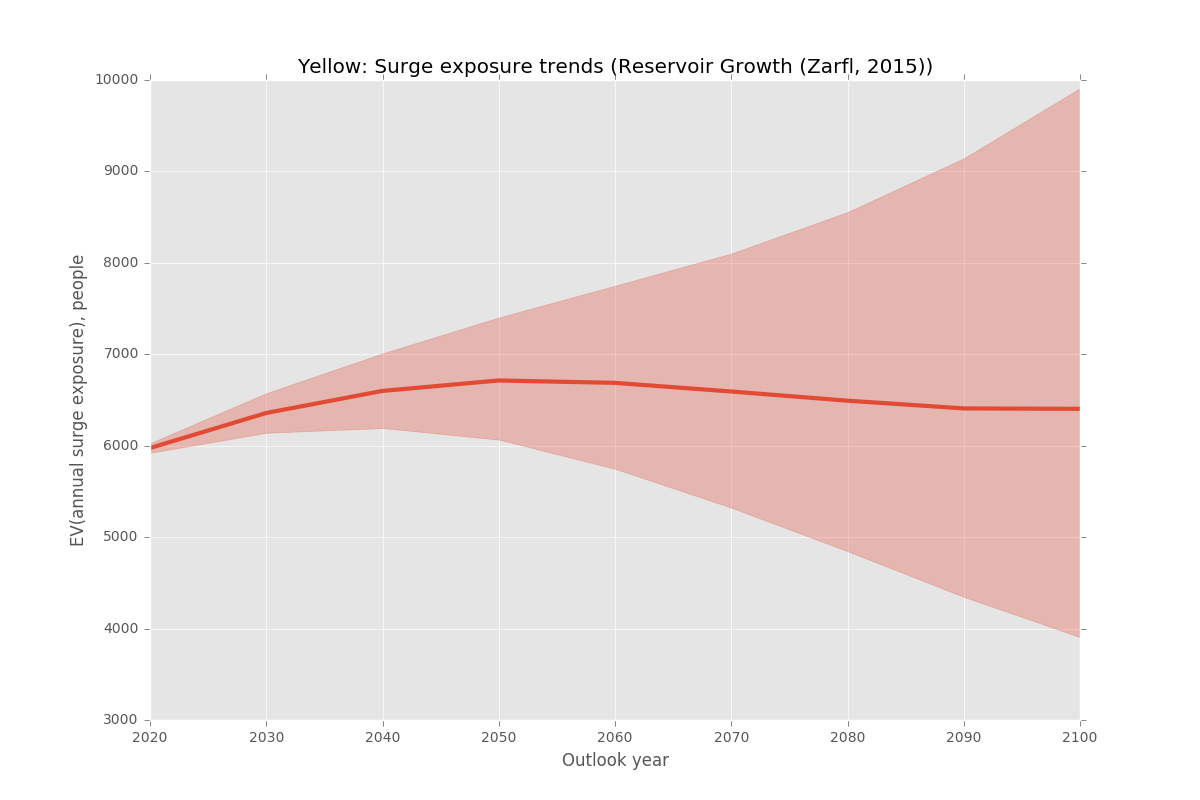 Yellow: Surge exposure trends (Reservoir Growth (Zarfl, 2015))
10000
9000
8000
7000
6000
5000
4000
3000
EV(annual surge exposure), people
2020 2030 2040 2050 2060 2070 2080 2090 2100
Outlook year